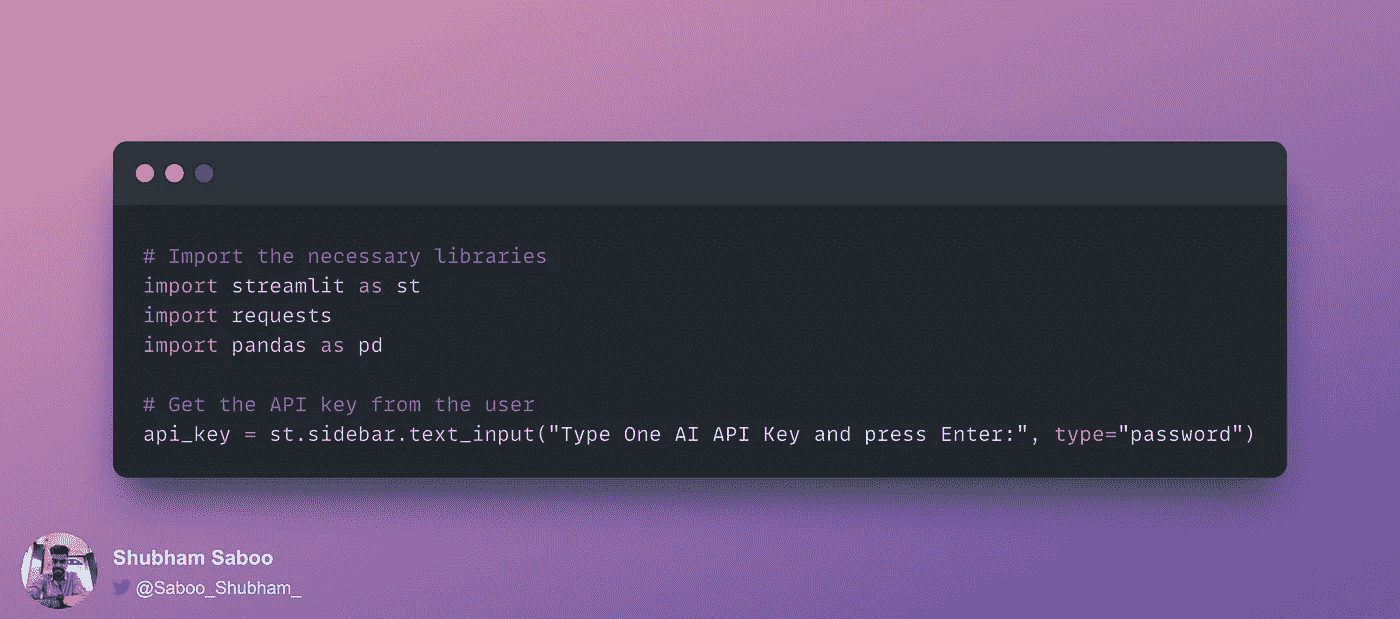 # Import the necessary libraries
import streamlit as st
import requests
import pandas as pd
# Get the API key from the user
api_key = st.sidebar.text_input("Type One AI API Key and press Enter:", type="password")
Shubham Saboo
@Saboo_Shubham_